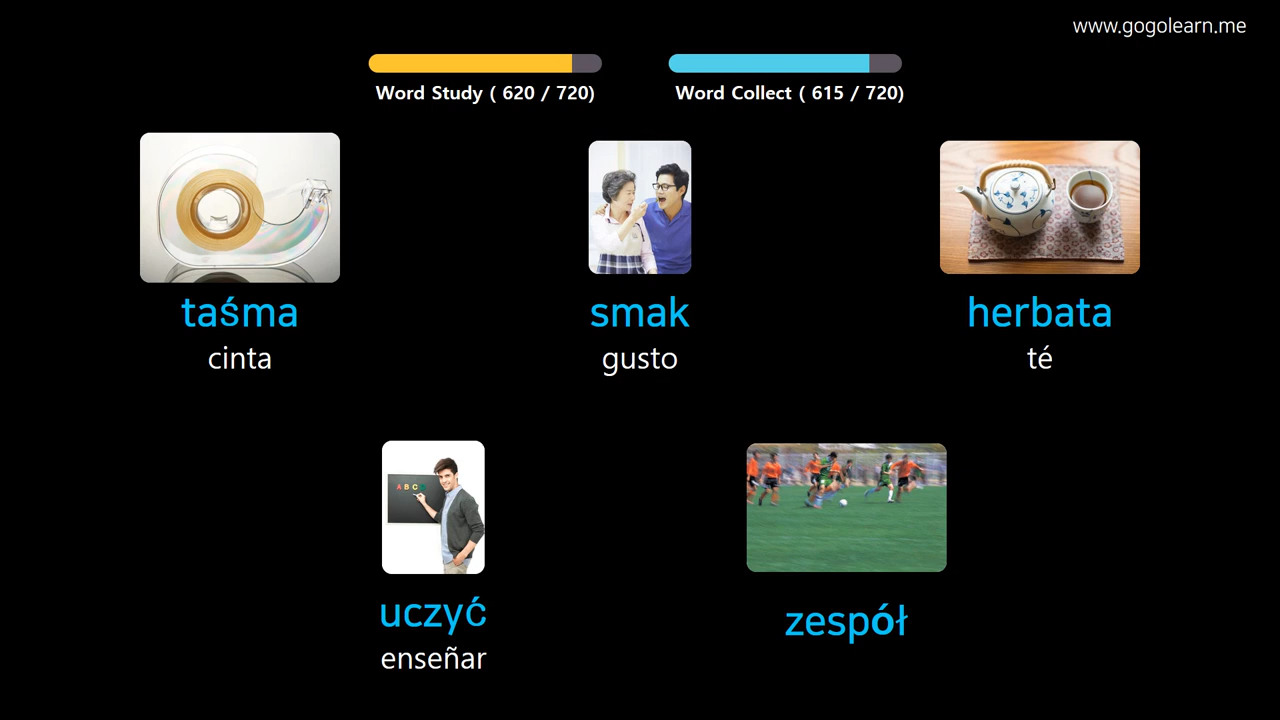 www.gogolearn.me
Word Study ( 620 / 720)
Word Collect ( 615 / 720)
taśma
cinta
smak
gusto
herbata
té
A B C D
uczyć
enseñar
zespół